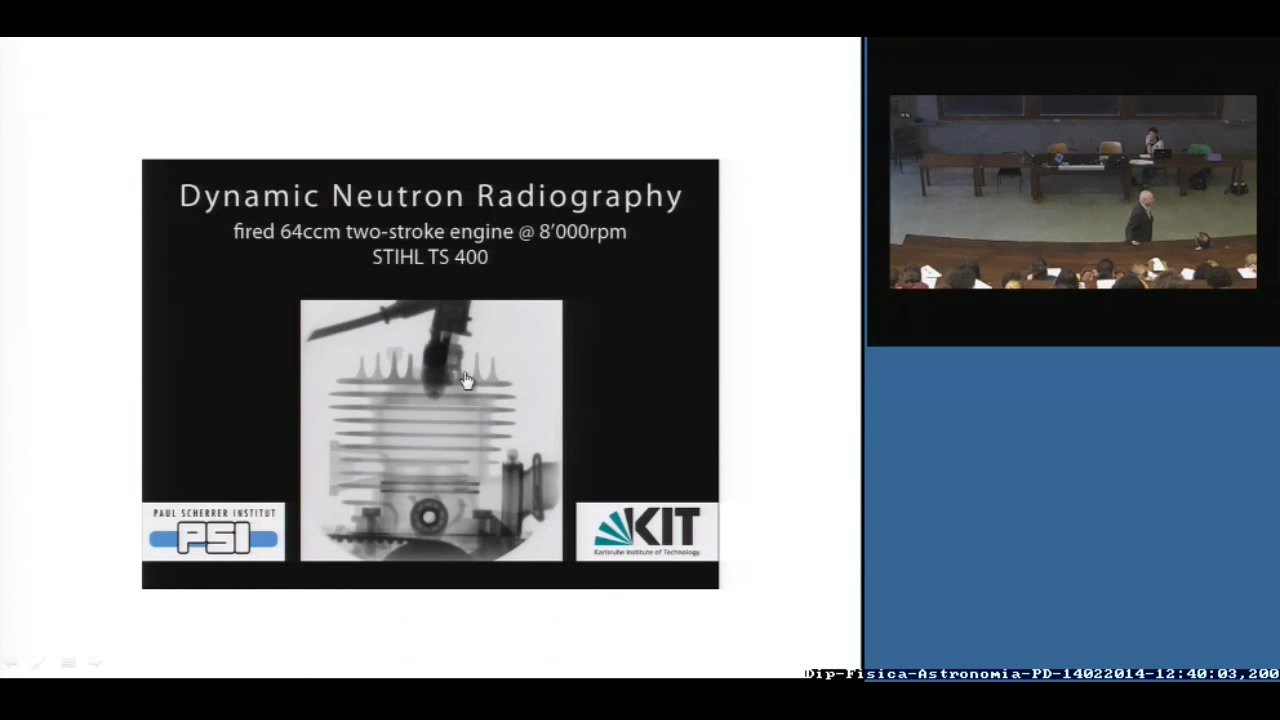 Dynamic Neutron Radiography
fired 64ccm two-stroke engine @ 8'000rpm
STIHL TS 400
PAUL SCHERRER INSTITUT
PSI
KIT
Karlsruhe Institute of Technology
Dip-Fisica-Astronomia-PD-14022014-12:40:03,200